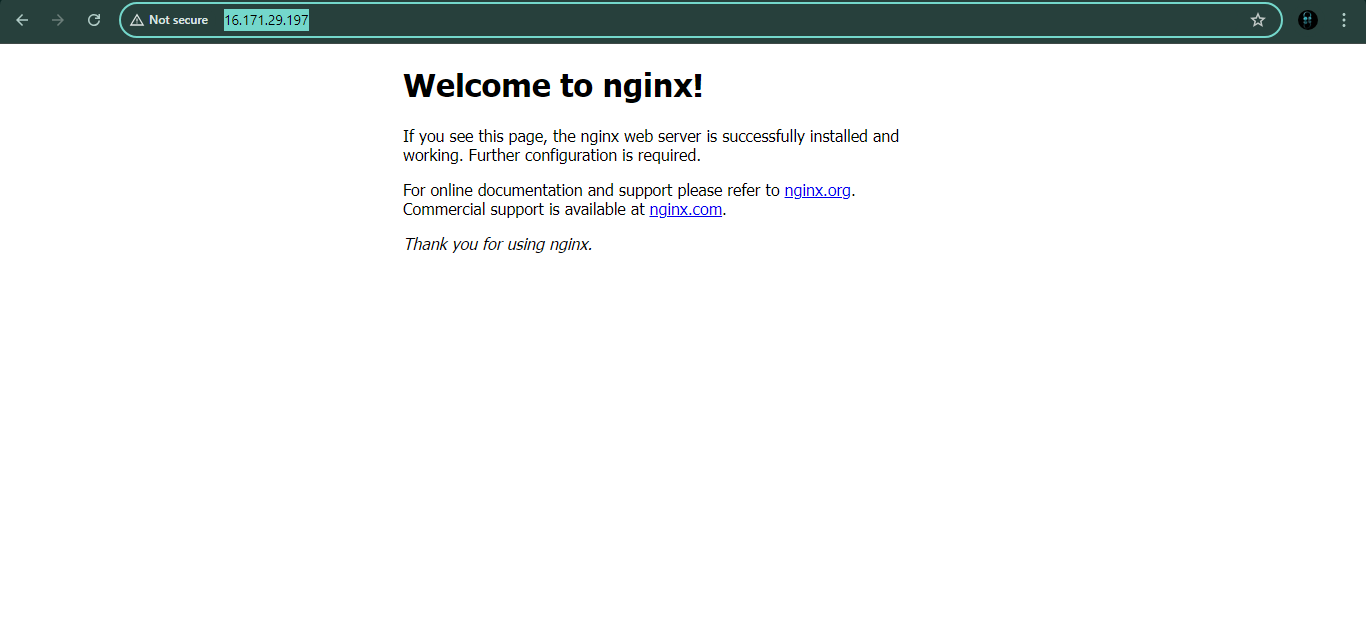 Not secure 16.171.29.197
Welcome to nginx!
If you see this page, the nginx web server is successfully installed and
working. Further configuration is required.
For online documentation and support please refer to nginx.org.
Commercial support is available at nginx.com.
Thank you for using nginx.